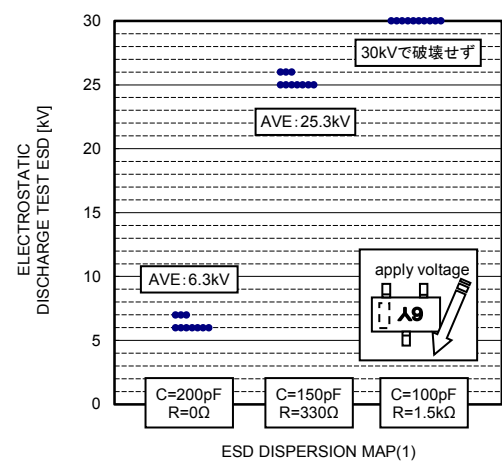 ELECTROSTATIC
DISCHARGE TEST ESD [kV]
30
25
20
15
10
5
0
30kVで破壊せず
AVE：25.3kV
AVE：6.3kV
apply voltage
6Y
C=200pF
R=0Ω
C=150pF
R=330Ω
C=100pF
R=1.5kΩ
ESD DISPERSION MAP(1)